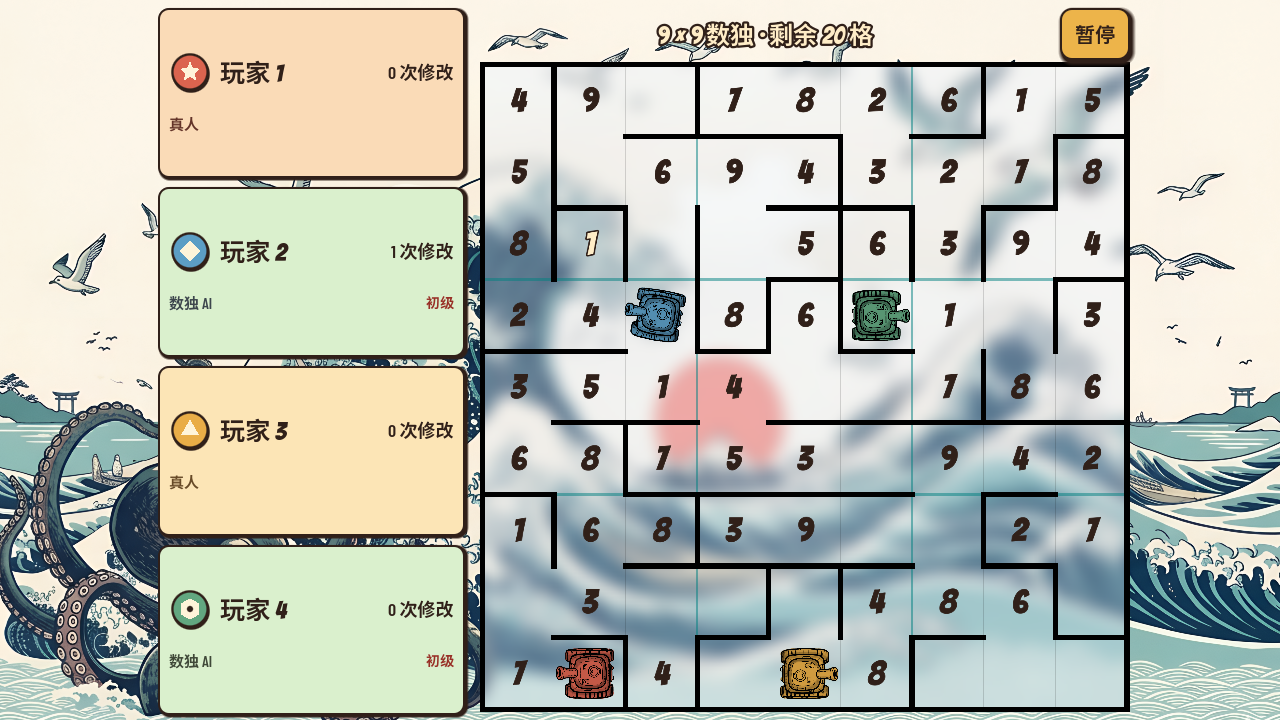 9x9数独·剩余 20格
暂停
玩家 1
0 次修改
真人
玩家 2
1 次修改
数独 AI
初级
玩家 3
0 次修改
真人
玩家 4
0 次修改
数独 AI
初级
4 9 7 8 2 6 1 5
5 6 9 4 3 2 7 8
8 1 5 6 3 9 4
2 4 8 6 1 3
3 5 1 4 7 8 6
6 8 7 5 3 9 4 2
1 6 8 3 9 2 7
3 4 8 6
7 4 8